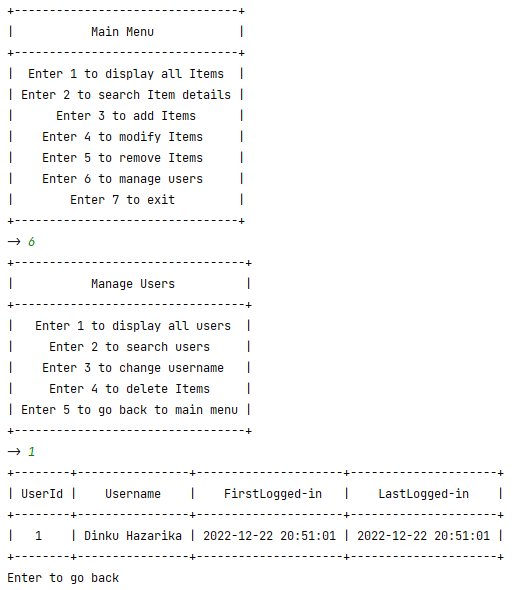 +--------------------------------+
|           Main Menu            |
+--------------------------------+
|  Enter 1 to display all Items  |
| Enter 2 to search Item details |
|      Enter 3 to add Items      |
|    Enter 4 to modify Items     |
|    Enter 5 to remove Items     |
|    Enter 6 to manage users     |
|        Enter 7 to exit         |
+--------------------------------+
-> 6
+---------------------------------+
|           Manage Users          |
+---------------------------------+
|   Enter 1 to display all users  |
|     Enter 2 to search users     |
|    Enter 3 to change username   |
|     Enter 4 to delete Items     |
| Enter 5 to go back to main menu |
+---------------------------------+
-> 1
+--------+----------------+---------------------+---------------------+
| UserId |    Username    |    FirstLogged-in   |    LastLogged-in    |
+--------+----------------+---------------------+---------------------+
|   1    | Dinku Hazarika | 2022-12-22 20:51:01 | 2022-12-22 20:51:01 |
+--------+----------------+---------------------+---------------------+
Enter to go back